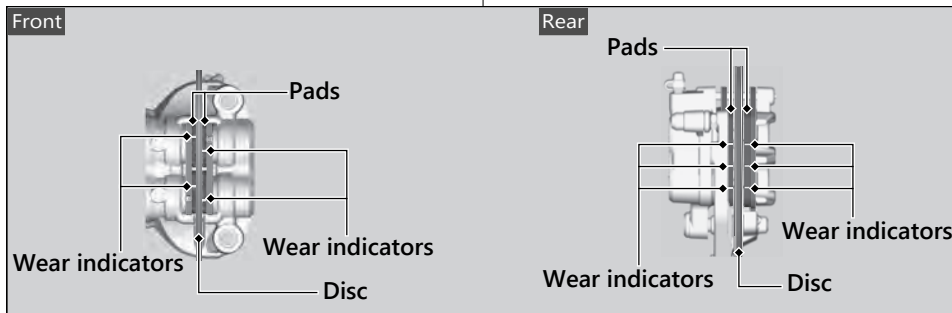 Front
Pads
Wear indicators
Wear indicators
Disc
Rear
Pads
Wear indicators
Wear indicators
Disc